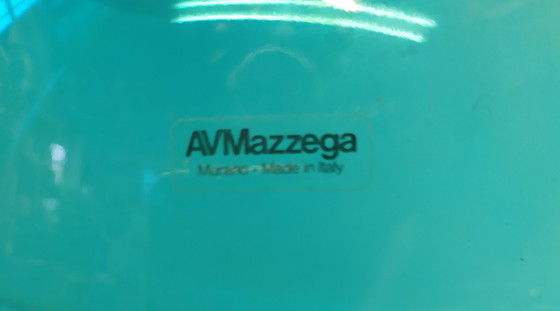 AVMazzega
Murano - Made in Italy